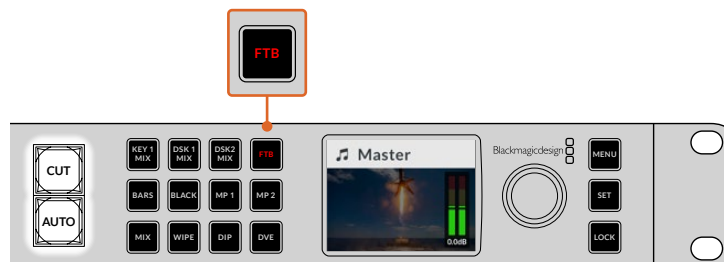 FTB
CUT
AUTO
KEY 1
MIX
DSK 1
MIX
DSK2
MIX
FTB
BARS
BLACK
MP 1
MP 2
MIX
WIPE
DIP
DVE
Master
0.0dB
Blackmagicdesign
MENU
SET
LOCK